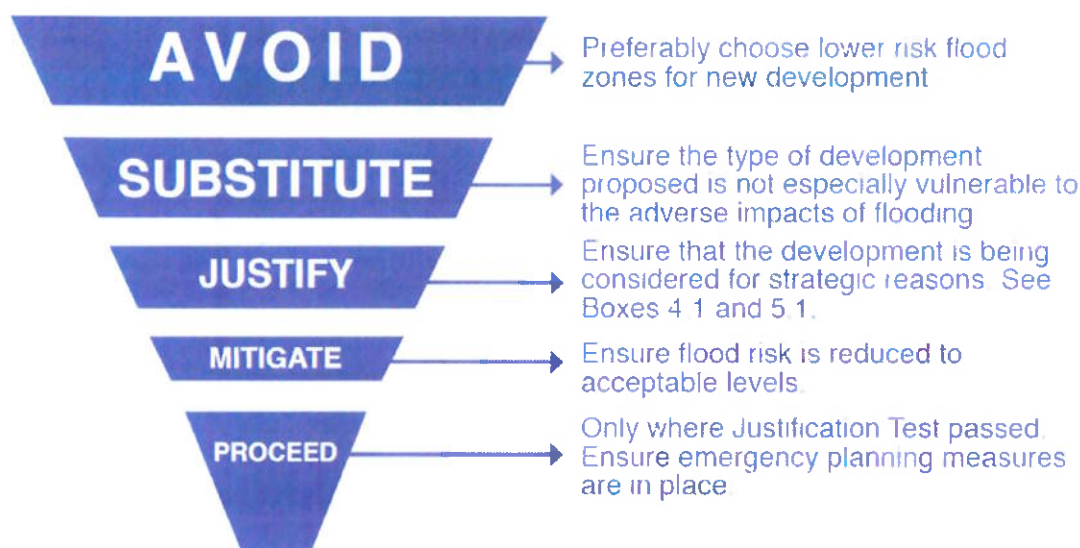 AVOID
Preferably choose lower risk flood
zones for new development
SUBSTITUTE
Ensure the type of development
proposed is not especially vulnerable to
the adverse impacts of flooding
JUSTIFY
Ensure that the development is being
considered for strategic reasons. See
Boxes 4.1 and 5.1.
MITIGATE
Ensure flood risk is reduced to
acceptable levels.
PROCEED
Only where Justification Test passed.
Ensure emergency planning measures
are in place.